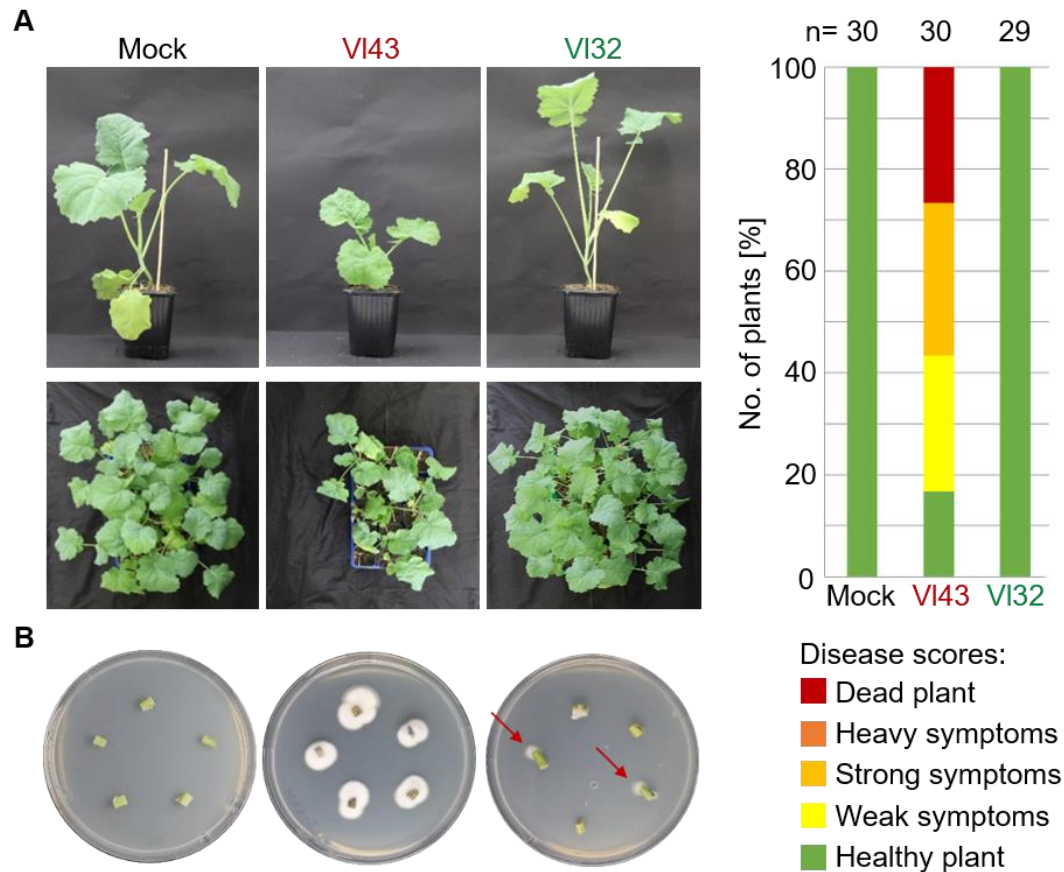 A
Mock
Vl43
Vl32
n= 30
30
29
100
80
60
40
20
0
No. of plants [%]
Mock
Vl43
Vl32
B
Disease scores:
Dead plant
Heavy symptoms
Strong symptoms
Weak symptoms
Healthy plant